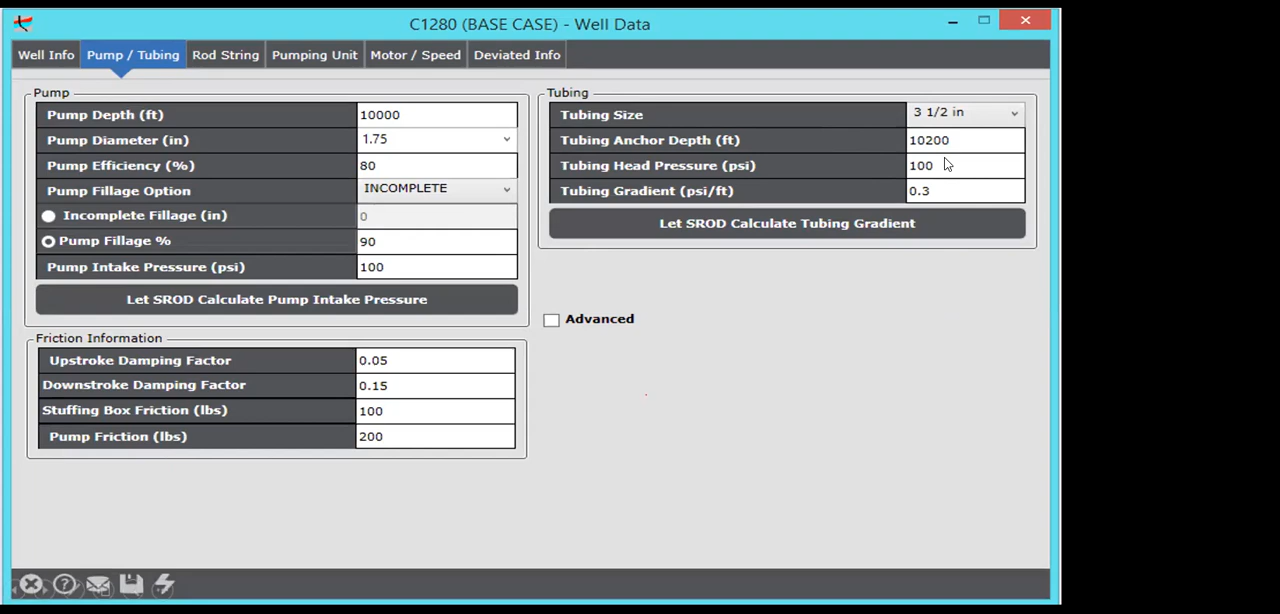 C1280 (BASE CASE) - Well Data
Well Info
Pump / Tubing
Rod String
Pumping Unit
Motor / Speed
Deviated Info
Pump
Pump Depth (ft) 10000
Pump Diameter (in) 1.75
Pump Efficiency (%) 80
Pump Fillage Option INCOMPLETE
Incomplete Fillage (in) 0
Pump Fillage % 90
Pump Intake Pressure (psi) 100
Let SROD Calculate Pump Intake Pressure
Friction Information
Upstroke Damping Factor 0.05
Downstroke Damping Factor 0.15
Stuffing Box Friction (lbs) 100
Pump Friction (lbs) 200
Tubing
Tubing Size 3 1/2 in
Tubing Anchor Depth (ft) 10200
Tubing Head Pressure (psi) 100
Tubing Gradient (psi/ft) 0.3
Let SROD Calculate Tubing Gradient
Advanced